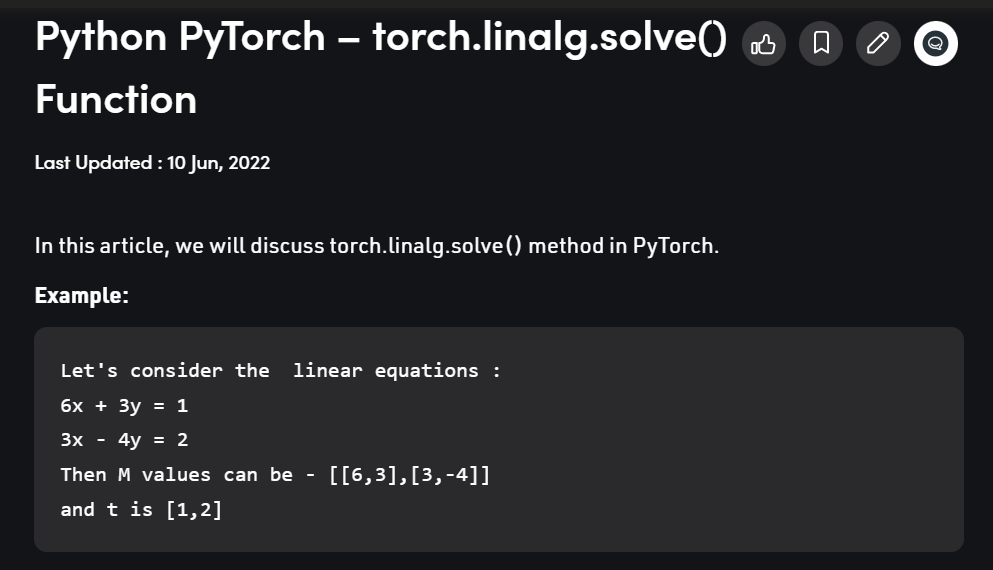 Python PyTorch – torch.linalg.solve()
Function
Last Updated : 10 Jun, 2022
In this article, we will discuss torch.linalg.solve() method in PyTorch.
Example:
Let's consider the  linear equations :
6x + 3y = 1
3x - 4y = 2
Then M values can be - [[6,3],[3,-4]]
and t is [1,2]